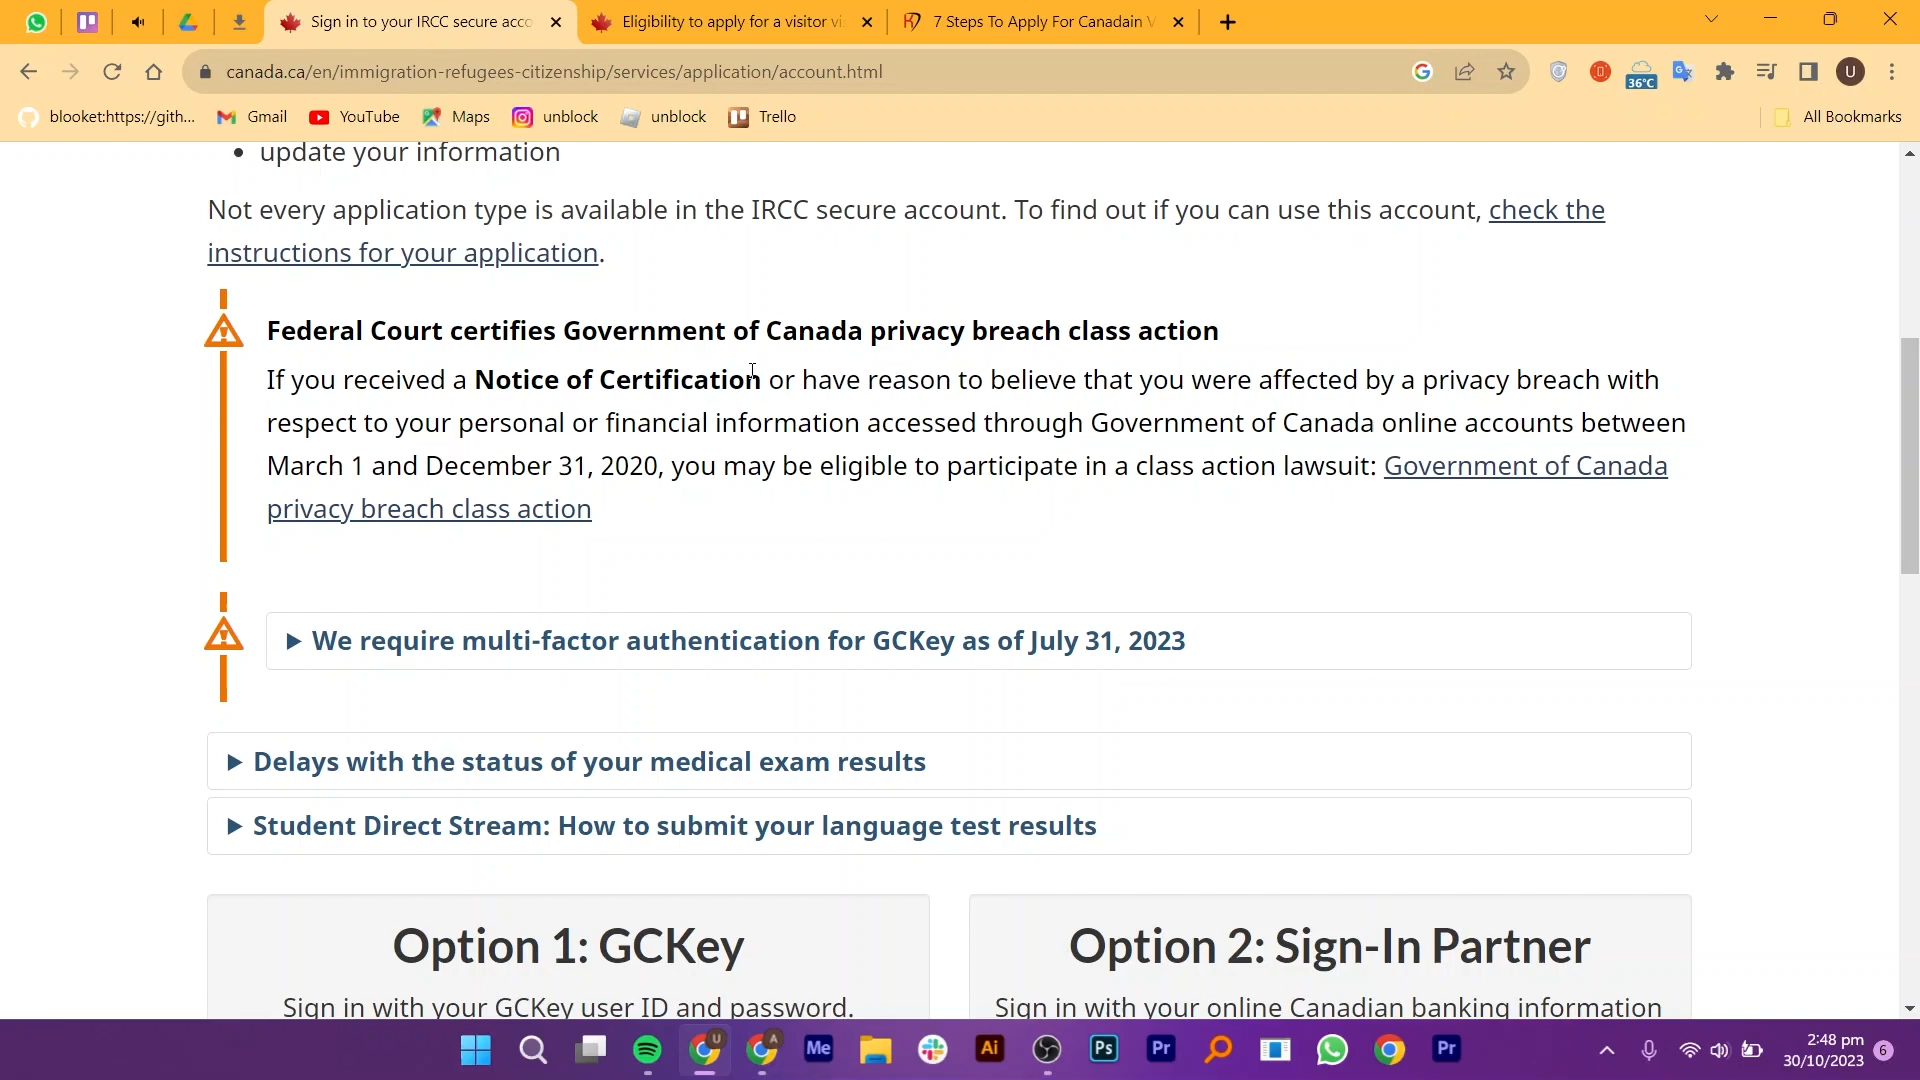 Sign in to your IRCC secure acco
Eligibility to apply for a visitor vi
7 Steps To Apply For Canadain V
canada.ca/en/immigration-refugees-citizenship/services/application/account.html
36°C
U
blooket:https://gith...
Gmail
YouTube
Maps
unblock
unblock
Trello
All Bookmarks
• update your information
Not every application type is available in the IRCC secure account. To find out if you can use this account, check the
instructions for your application.
Federal Court certifies Government of Canada privacy breach class action
If you received a Notice of Certification or have reason to believe that you were affected by a privacy breach with
respect to your personal or financial information accessed through Government of Canada online accounts between
March 1 and December 31, 2020, you may be eligible to participate in a class action lawsuit: Government of Canada
privacy breach class action
We require multi-factor authentication for GCKey as of July 31, 2023
Delays with the status of your medical exam results
Student Direct Stream: How to submit your language test results
Option 1: GCKey
Sign in with your GCKey user ID and password.
Option 2: Sign-In Partner
Sign in with your online Canadian banking information
U
A
Me
Ai
Ps
Pr
Pr
2:48 pm
30/10/2023
6